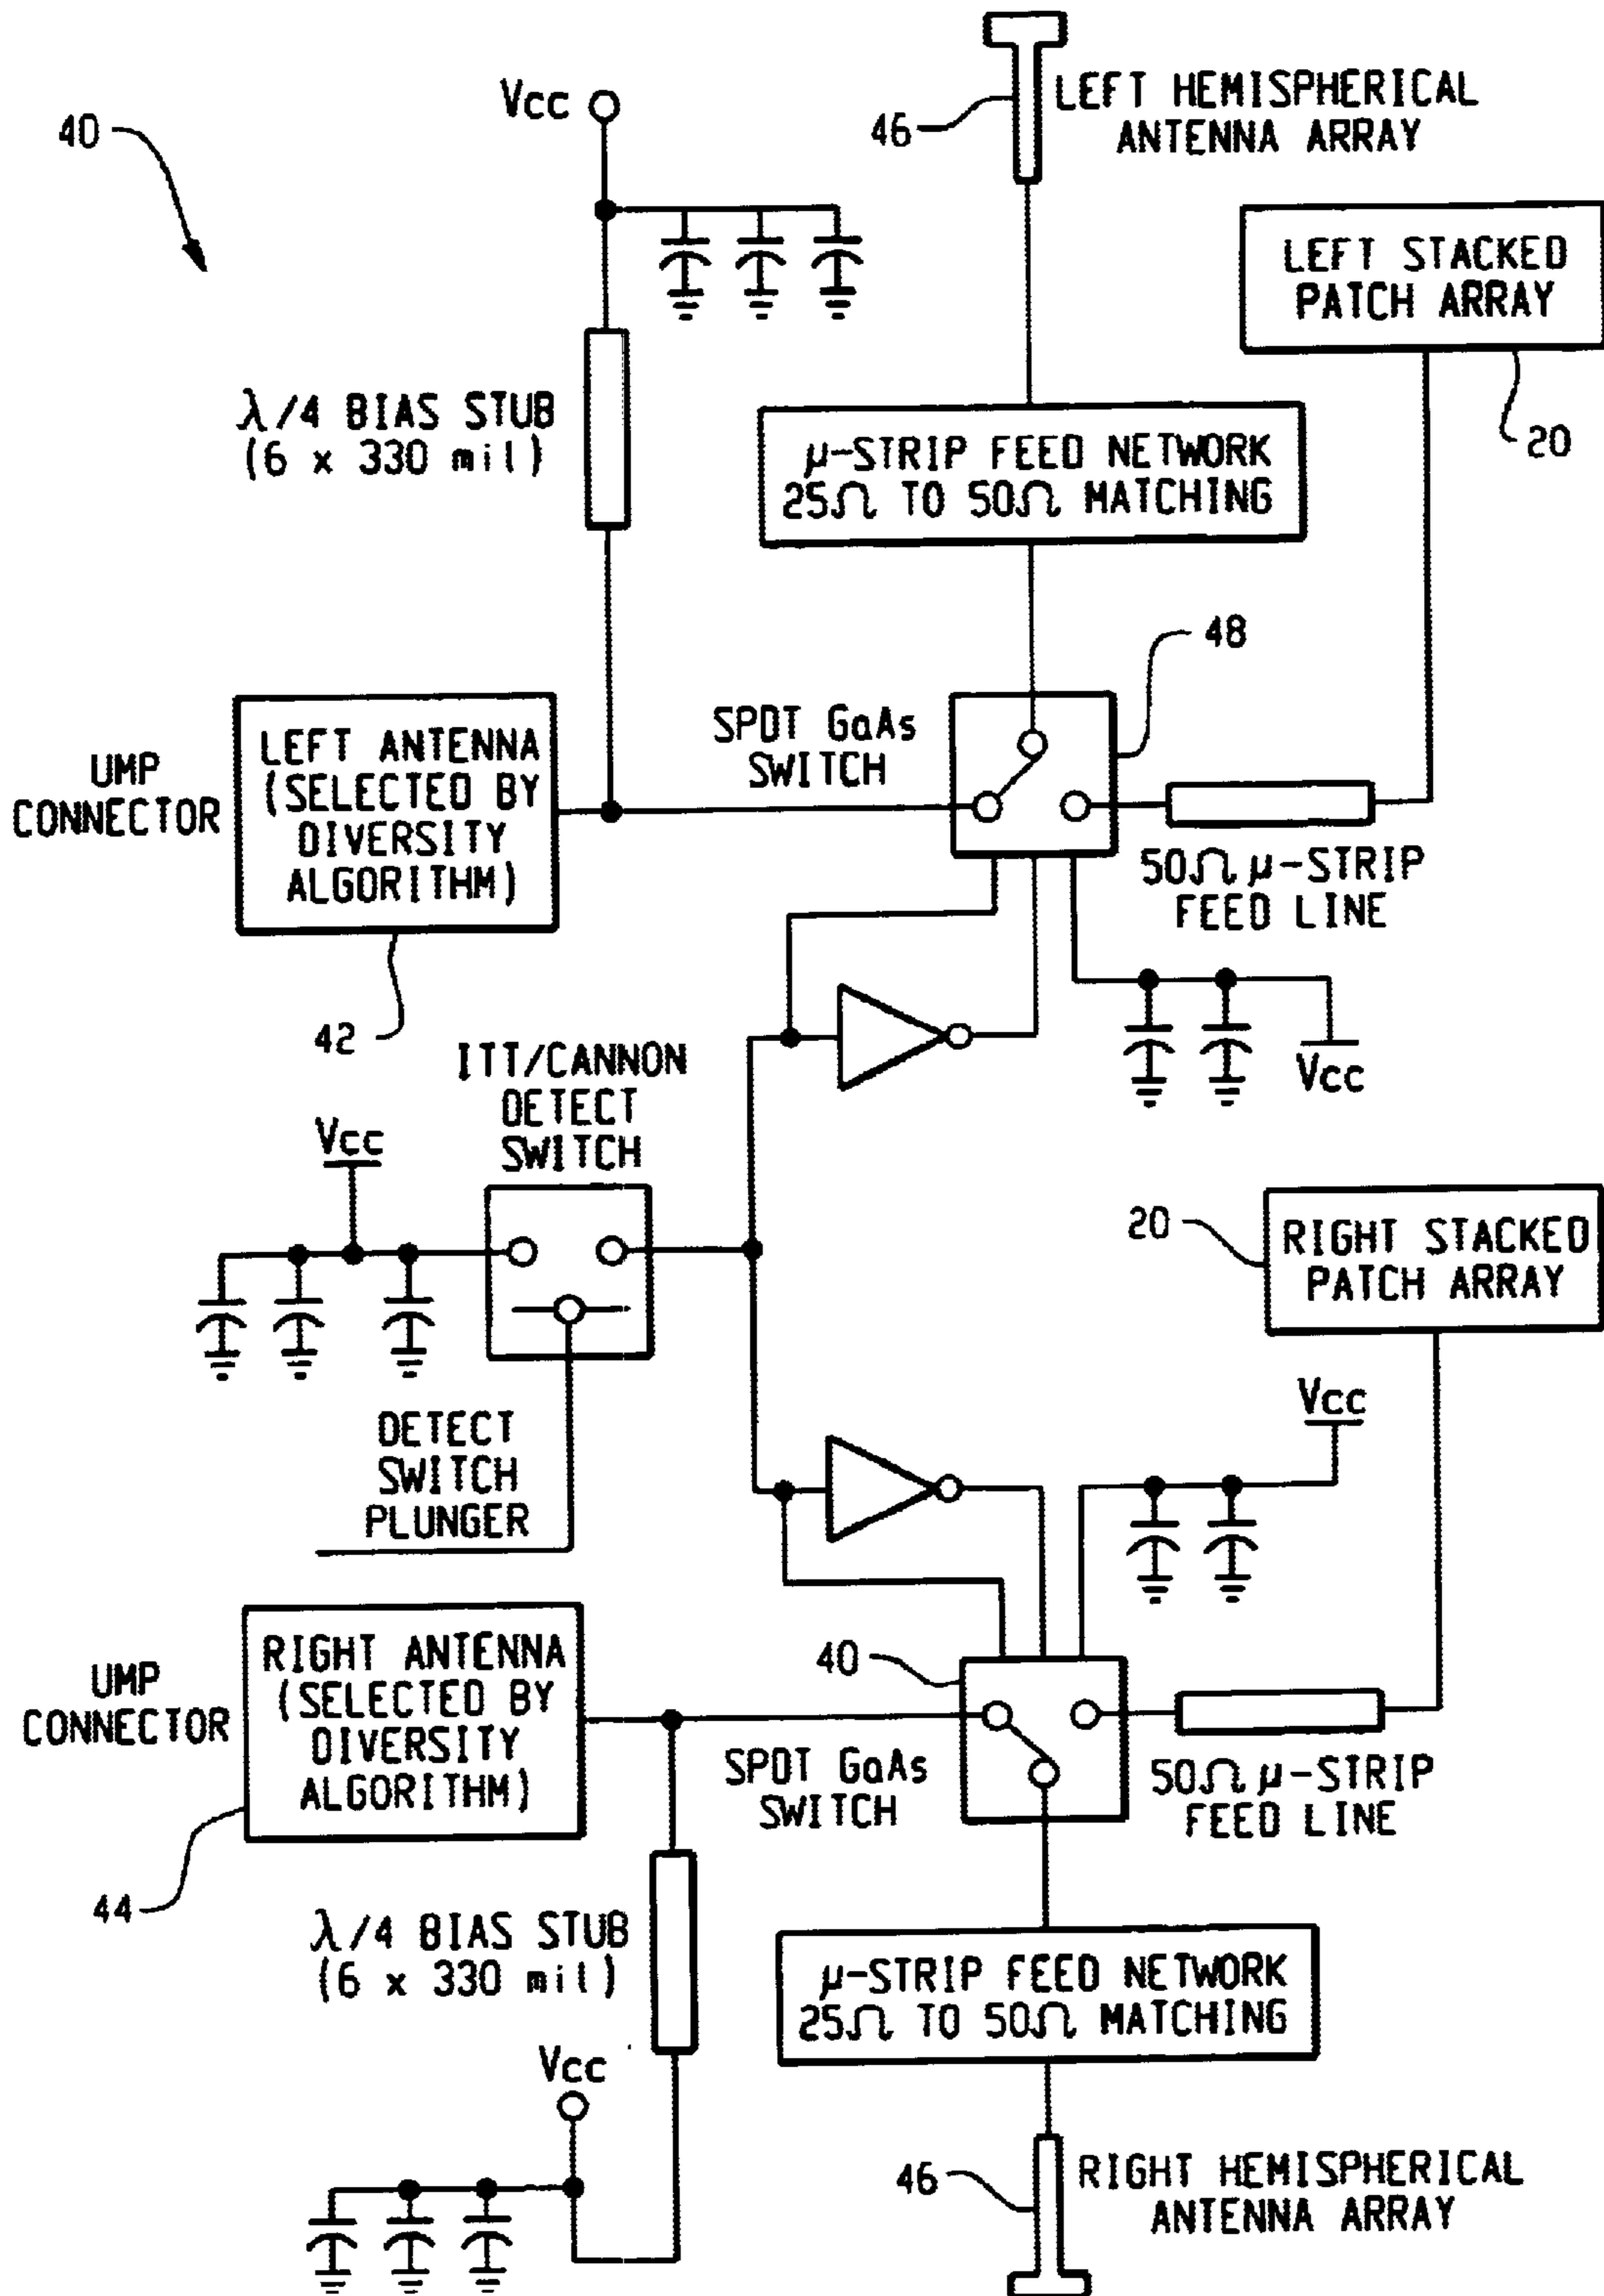 40
Vcc
46
LEFT HEMISPHERICAL
ANTENNA ARRAY
LEFT STACKED
PATCH ARRAY
20
λ/4 BIAS STUB
(6 x 330 mil)
μ-STRIP FEED NETWORK
25Ω TO 50Ω MATCHING
48
SPDT GaAs
SWITCH
UMP
CONNECTOR
LEFT ANTENNA
(SELECTED BY
DIVERSITY
ALGORITHM)
42
50Ω μ-STRIP
FEED LINE
Vcc
ITT/CANNON
DETECT
SWITCH
Vcc
20
RIGHT STACKED
PATCH ARRAY
DETECT
SWITCH
PLUNGER
Vcc
UMP
CONNECTOR
RIGHT ANTENNA
(SELECTED BY
DIVERSITY
ALGORITHM)
44
40
SPDT GaAs
SWITCH
50Ω μ-STRIP
FEED LINE
λ/4 BIAS STUB
(6 x 330 mil)
μ-STRIP FEED NETWORK
25Ω TO 50Ω MATCHING
Vcc
46
RIGHT HEMISPHERICAL
ANTENNA ARRAY